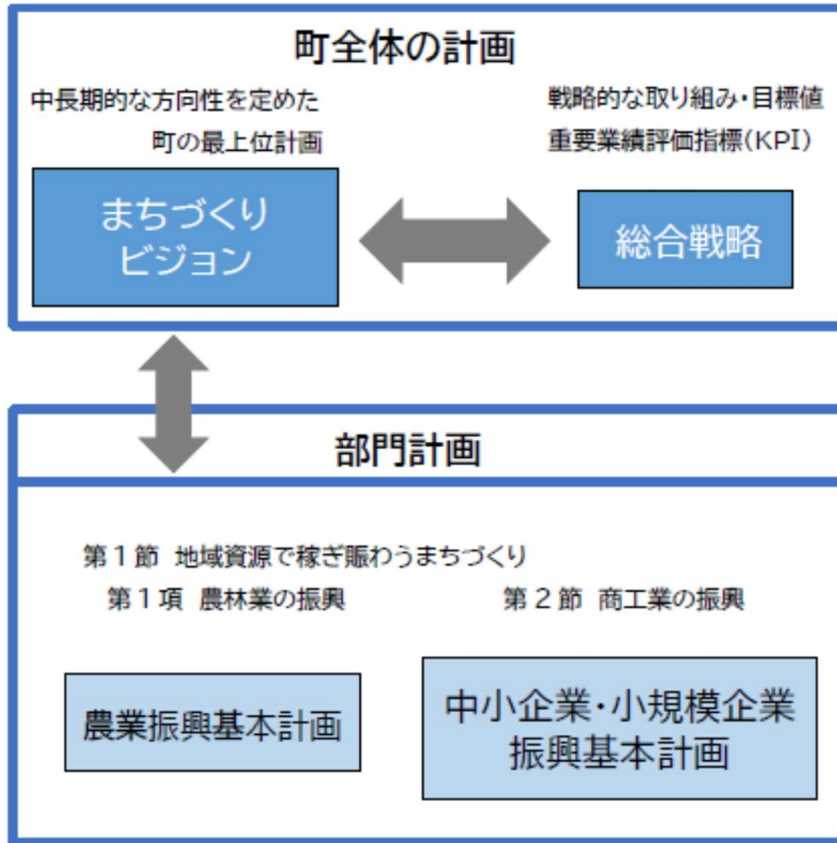 町全体の計画
中長期的な方向性を定めた
町の最上位計画
戦略的な取り組み・目標値
重要業績評価指標(KPI)
まちづくり
ビジョン
総合戦略
部門計画
第1節 地域資源で稼ぎ賑わうまちづくり
第1項 農林業の振興
第2節 商工業の振興
農業振興基本計画
中小企業・小規模企業
振興基本計画